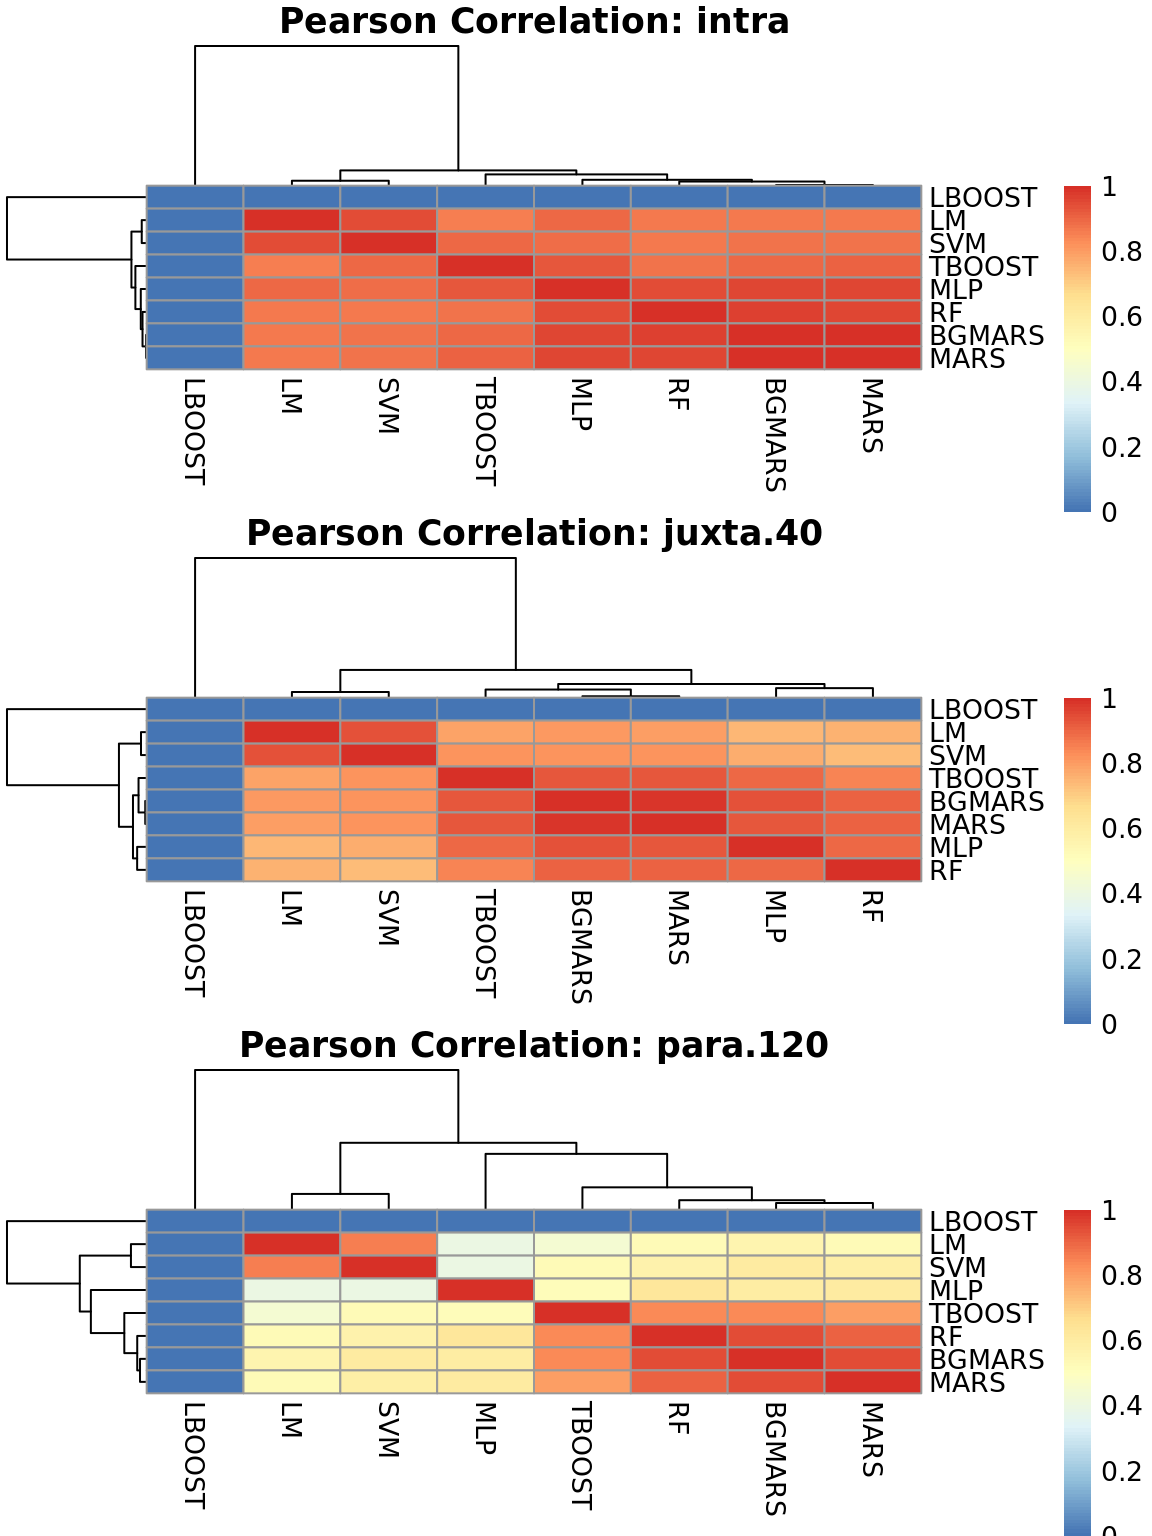 Pearson Correlation: intra
LBOOST
LM
SVM
TBOOST
MLP
RF
BGMARS
MARS
LBOOST
LM
SVM
TBOOST
MLP
RF
BGMARS
MARS
1
0.8
0.6
0.4
0.2
0
Pearson Correlation: juxta.40
LBOOST
LM
SVM
TBOOST
BGMARS
MARS
MLP
RF
LBOOST
LM
SVM
TBOOST
BGMARS
MARS
MLP
RF
1
0.8
0.6
0.4
0.2
0
Pearson Correlation: para.120
LBOOST
LM
SVM
MLP
TBOOST
RF
BGMARS
MARS
LBOOST
LM
SVM
MLP
TBOOST
RF
BGMARS
MARS
1
0.8
0.6
0.4
0.2
0